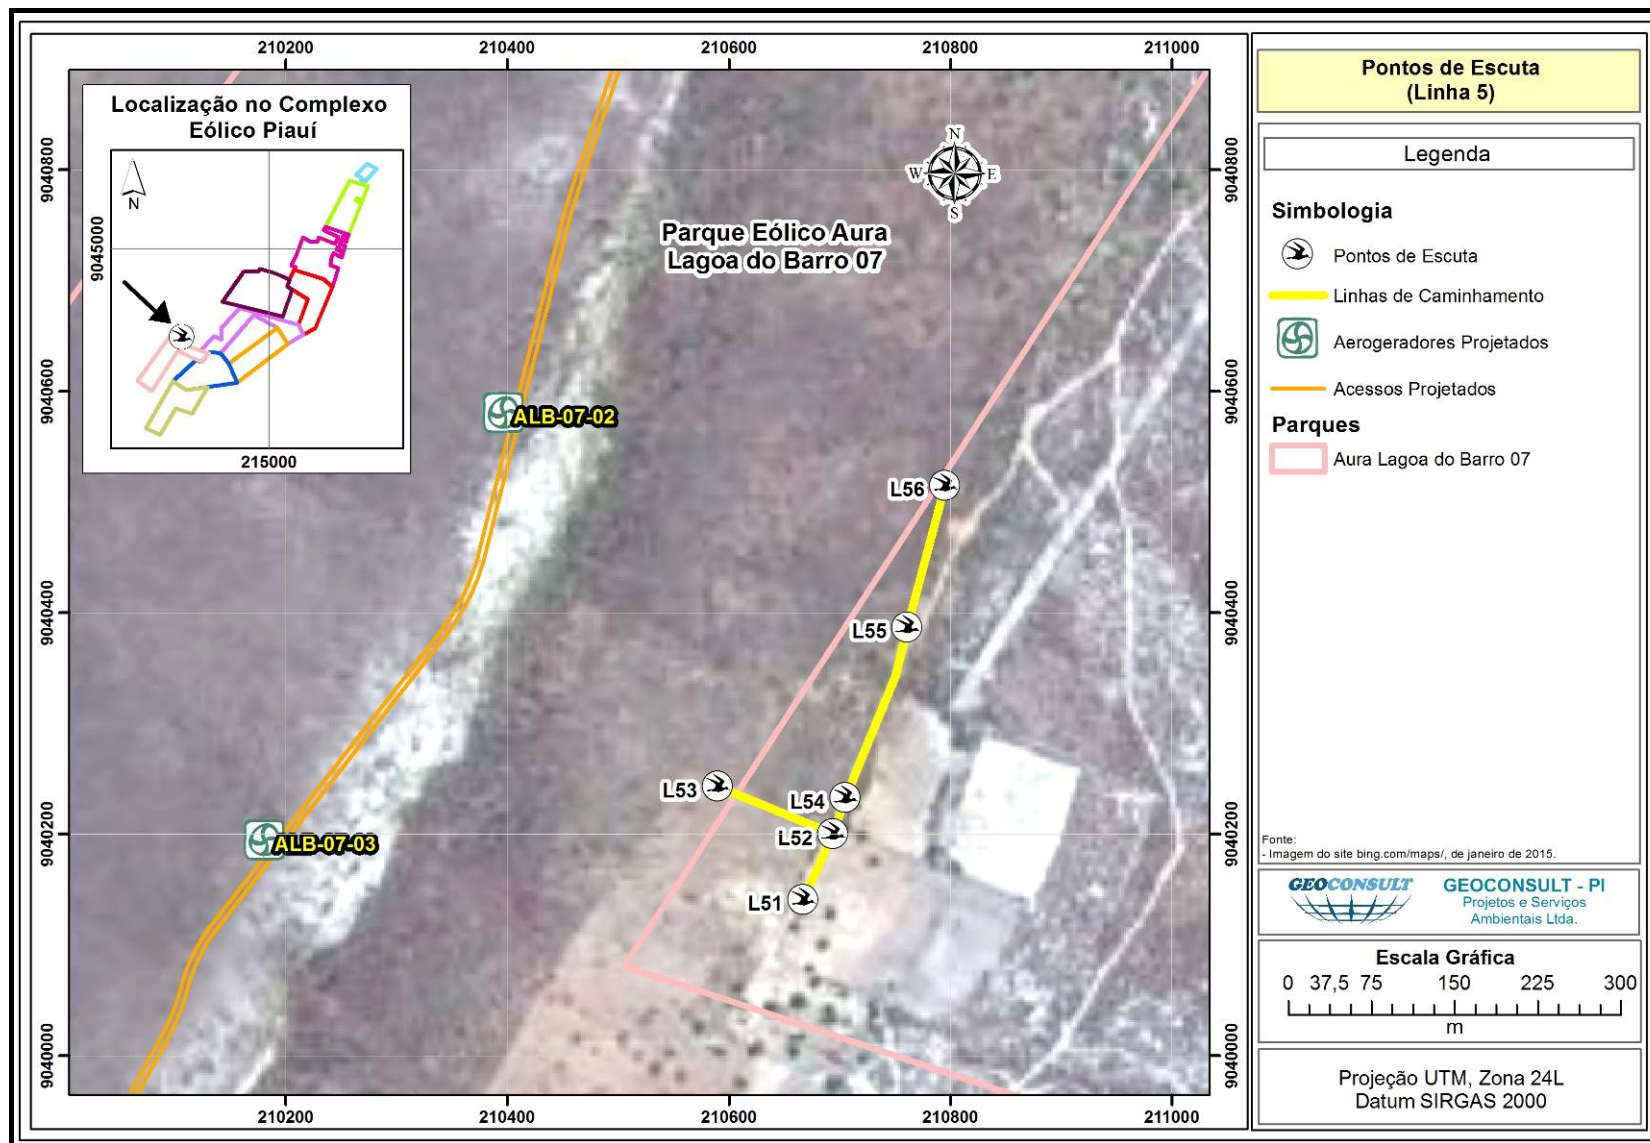 210200 210400 210600 210800 211000
9040800
9040600
9040400
9040200
9040000
Localização no Complexo
Eólico Piauí
N
9045000
215000
N
W E
S
Parque Eólico Aura
Lagoa do Barro 07
ALB-07-02
ALB-07-03
L56
L55
L53
L54
L52
L51
9040800
9040600
9040400
9040200
9040000
210200 210400 210600 210800 211000
Pontos de Escuta
(Linha 5)
Legenda
Simbologia
Pontos de Escuta
Linhas de Caminhamento
Aerogeradores Projetados
Acessos Projetados
Parques
Aura Lagoa do Barro 07
Fonte:
- Imagem do site bing.com/maps/, de janeiro de 2015.
GEOCONSULT
GEOCONSULT - PI
Projetos e Serviços
Ambientais Ltda.
Escala Gráfica
0 37,5 75 150 225 300
m
Projeção UTM, Zona 24L
Datum SIRGAS 2000